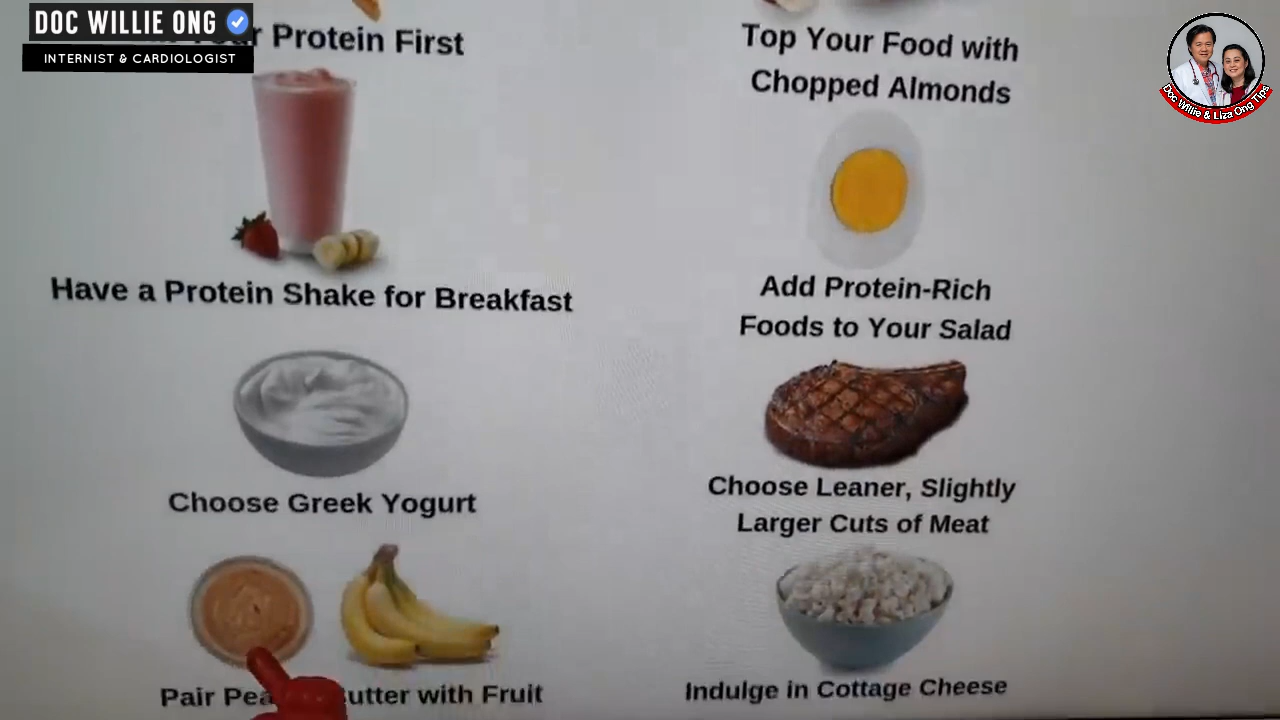 DOC WILLIE ONG
INTERNIST & CARDIOLOGIST
Protein First
Have a Protein Shake for Breakfast
Choose Greek Yogurt
Pair with Fruit
Top Your Food with
Chopped Almonds
Add Protein-Rich
Foods to Your Salad
Choose Leaner, Slightly
Larger Cuts of Meat
Indulge in Cottage Cheese
Doc Willie & Liza Ong Tips